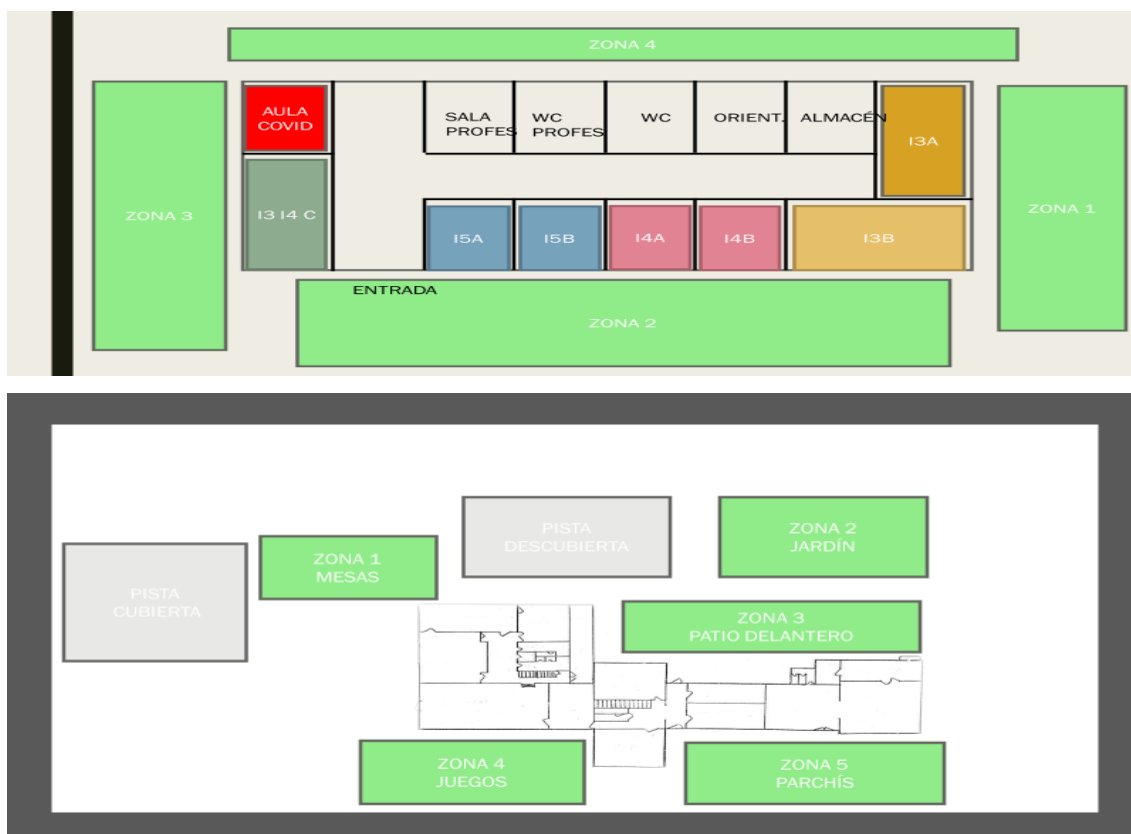 ZONA 4
AULA
COVID
SALA
PROFES
WC
PROFES
WC
ORIENT.
ALMACÉN
I3A
ZONA 3
I3 I4 C
ZONA 1
I5A
I5B
I4A
I4B
I3B
ENTRADA
ZONA 2
PISTA
DESCUBIERTA
ZONA 2
JARDÍN
ZONA 1
MESAS
PISTA
CUBIERTA
ZONA 3
PATIO DELANTERO
ZONA 4
JUEGOS
ZONA 5
PARCHÍS